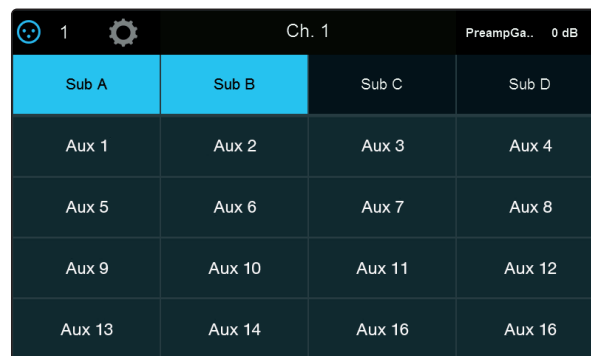 1 Ch. 1 PreampGa.. 0 dB
Sub A Sub B Sub C Sub D
Aux 1 Aux 2 Aux 3 Aux 4
Aux 5 Aux 6 Aux 7 Aux 8
Aux 9 Aux 10 Aux 11 Aux 12
Aux 13 Aux 14 Aux 16 Aux 16